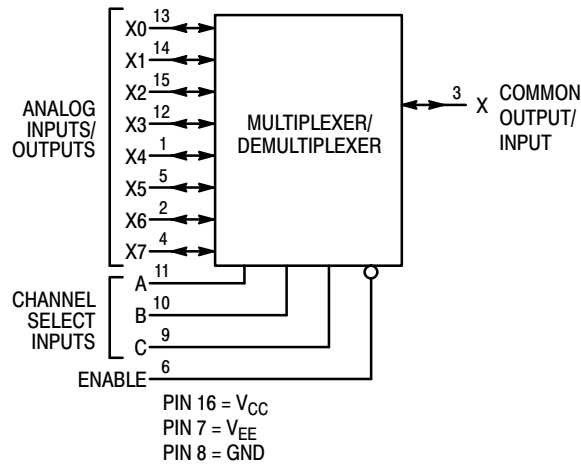 X0 13
X1 14
X2 15
X3 12
X4 1
X5 5
X6 2
X7 4
ANALOG
INPUTS/
OUTPUTS
MULTIPLEXER/
DEMULTIPLEXER
3
X
COMMON
OUTPUT/
INPUT
A 11
B 10
C 9
CHANNEL
SELECT
INPUTS
ENABLE 6
PIN 16 = VCC
PIN 7 = VEE
PIN 8 = GND